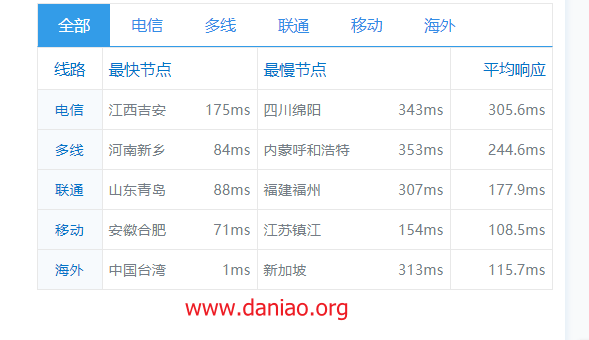 全部 电信 多线 联通 移动 海外
线路 最快节点 最慢节点 平均响应
电信 江西吉安 175ms 四川绵阳 343ms 305.6ms
多线 河南新乡 84ms 内蒙呼和浩特 353ms 244.6ms
联通 山东青岛 88ms 福建福州 307ms 177.9ms
移动 安徽合肥 71ms 江苏镇江 154ms 108.5ms
海外 中国台湾 1ms 新加坡 313ms 115.7ms
www.daniao.org